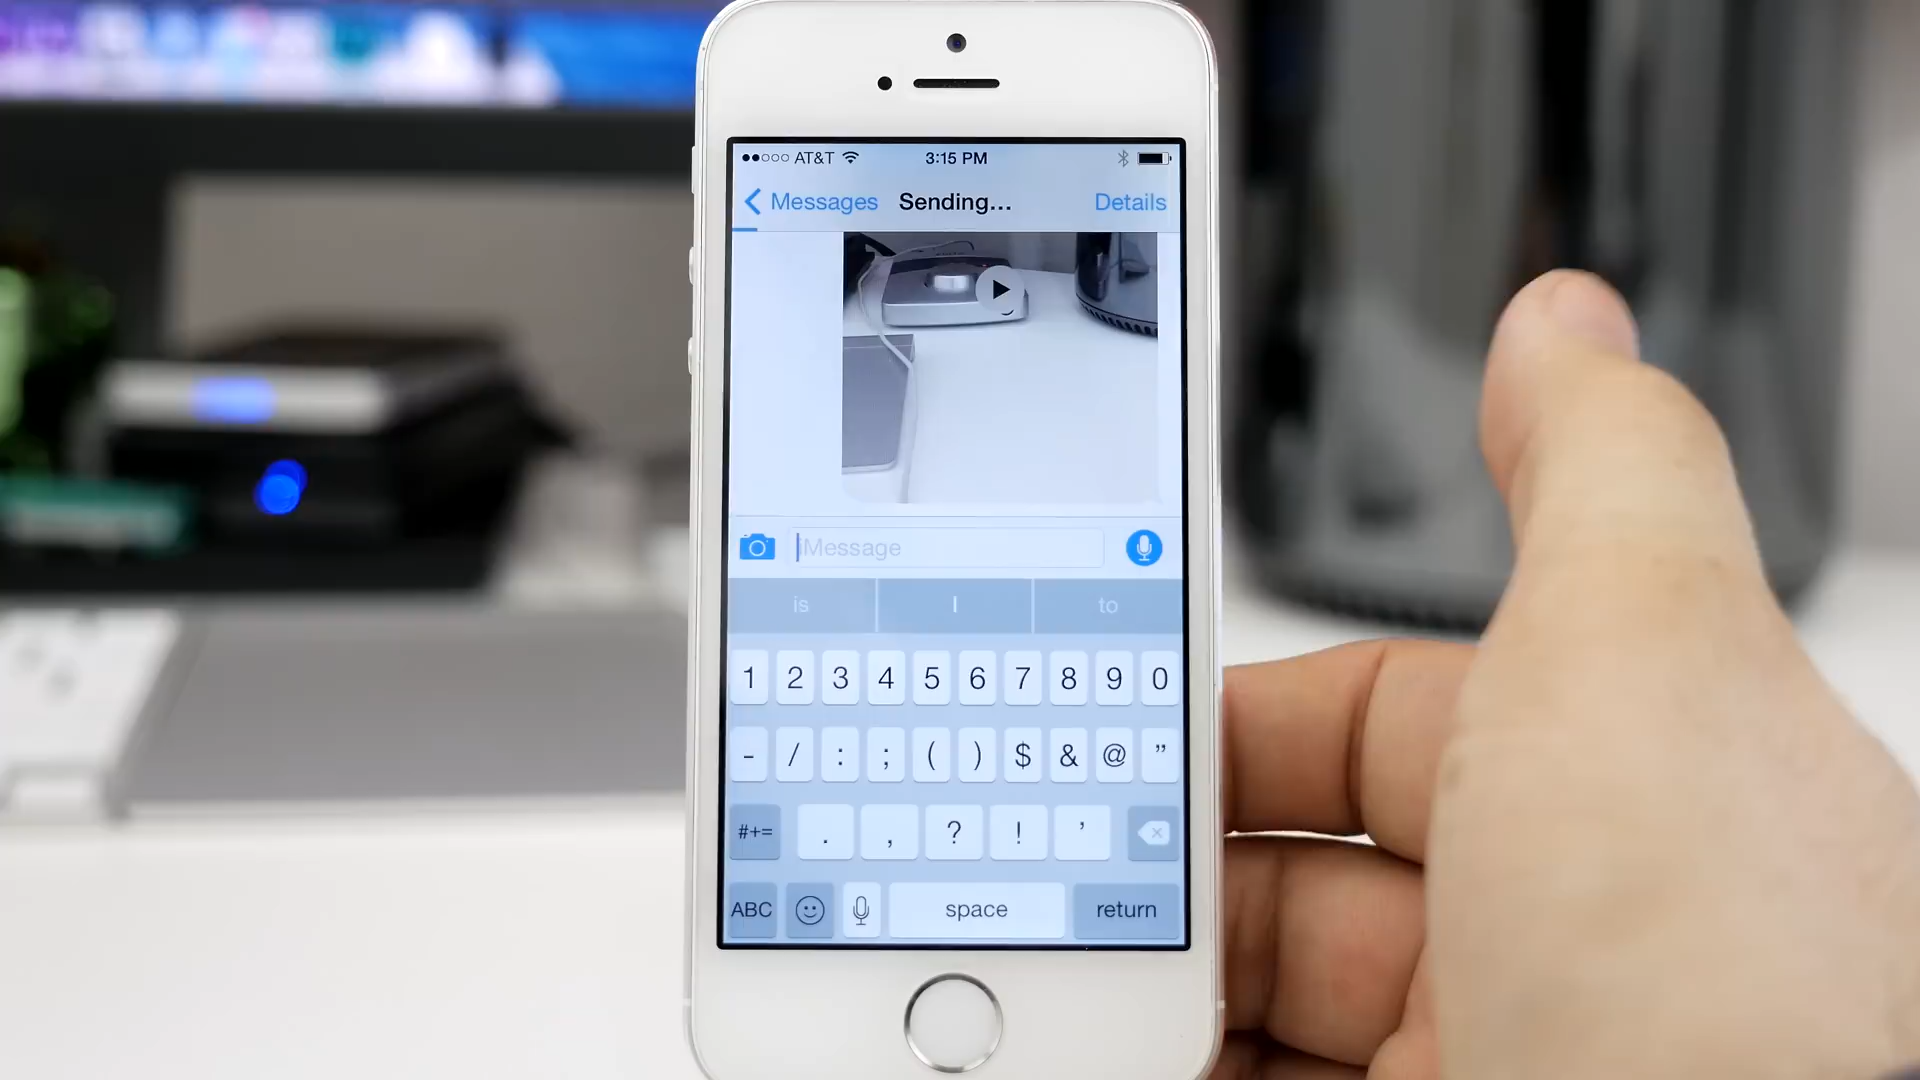 AT&T 3:15 PM
Messages Sending... Details
iMessage
is I to
1 2 3 4 5 6 7 8 9 0
- / : ; ( ) $ & @ ”
#+= . , ? ! ’
ABC space return